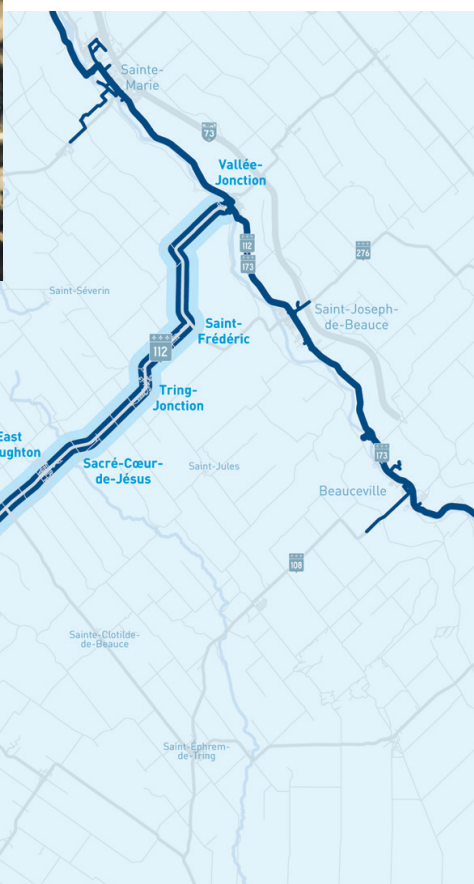 Sainte-
Marie
73
Vallée-
Jonction
112
173
276
Saint-Séverin
Saint-Joseph-
de-Beauce
Saint-
Frédéric
112
Tring-
Jonction
East
ughton
Sacré-Cœur-
de-Jésus
Saint-Jules
173
Beauceville
108
Sainte-Clotilde-
de-Beauce
Saint-Ephrem-
de-Tring